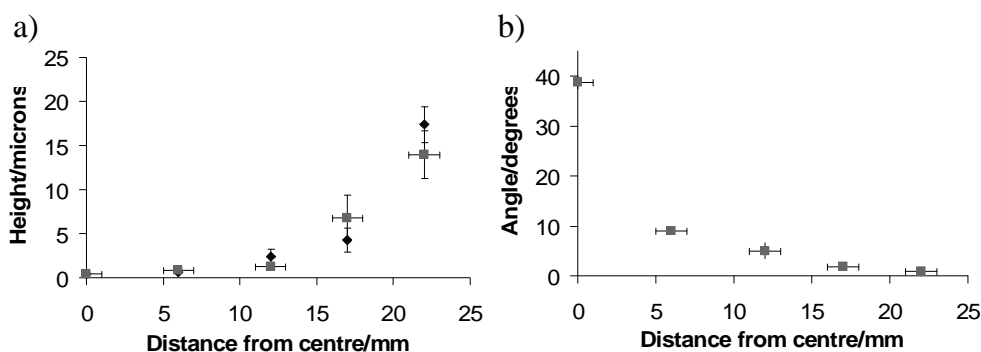 a)
Height/microns
25
20
15
10
5
0
0 5 10 15 20 25
Distance from centre/mm
b)
Angle/degrees
40
30
20
10
0
0 5 10 15 20 25
Distance from centre/mm